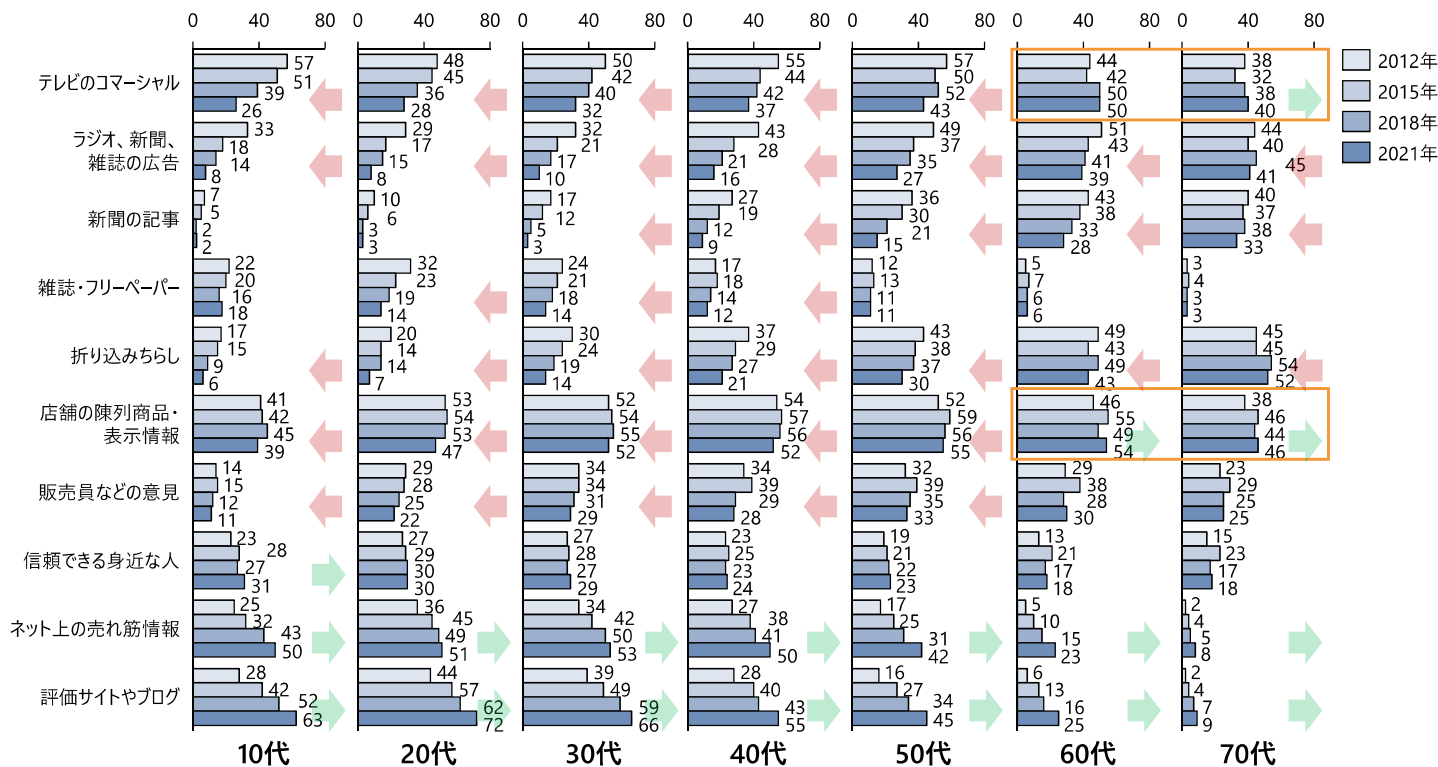 0 40 80 0 40 80 0 40 80 0 40 80 0 40 80 0 40 80 0 40 80
2012年
2015年
2018年
2021年
テレビのコマーシャル
57 51 39 26
48 45 36 28
50 42 40 32
55 44 42 37
57 50 52 43
44 42 50 50
38 32 38 40
ラジオ、新聞、
雑誌の広告
33 18 14 8
29 17 15 8
32 21 17 10
43 28 21 16
49 37 35 27
51 43 41 39
44 40 45 41
新聞の記事
7 5 2 2
10 6 3 3
17 12 5 3
27 19 12 9
36 30 21 15
43 38 33 28
40 37 38 33
雑誌・フリーペーパー
22 20 16 18
32 23 19 14
24 21 18 14
17 18 14 12
12 13 11 11
5 7 6 6
3 4 3 3
折り込みちらし
17 15 9 6
20 14 14 7
30 24 19 14
37 29 27 21
43 38 37 30
49 43 49 43
45 45 54 52
店舗の陳列商品・
表示情報
41 42 45 39
53 54 53 47
52 54 55 52
54 57 56 52
52 59 56 55
46 55 49 54
38 46 44 46
販売員などの意見
14 15 12 11
29 28 25 22
34 34 31 29
34 39 29 28
32 39 35 33
29 38 28 30
23 29 25 25
信頼できる身近な人
23 28 27 31
27 29 30 30
27 28 27 29
23 25 23 24
19 21 22 23
13 21 17 18
15 23 17 18
ネット上の売れ筋情報
25 32 43 50
36 45 49 51
34 42 50 53
27 38 41 50
17 25 31 42
5 10 15 23
2 4 5 8
評価サイトやブログ
28 42 52 63
44 57 62 72
39 49 59 66
28 40 43 55
16 27 34 45
6 13 16 25
2 4 7 9
10代 20代 30代 40代 50代 60代 70代